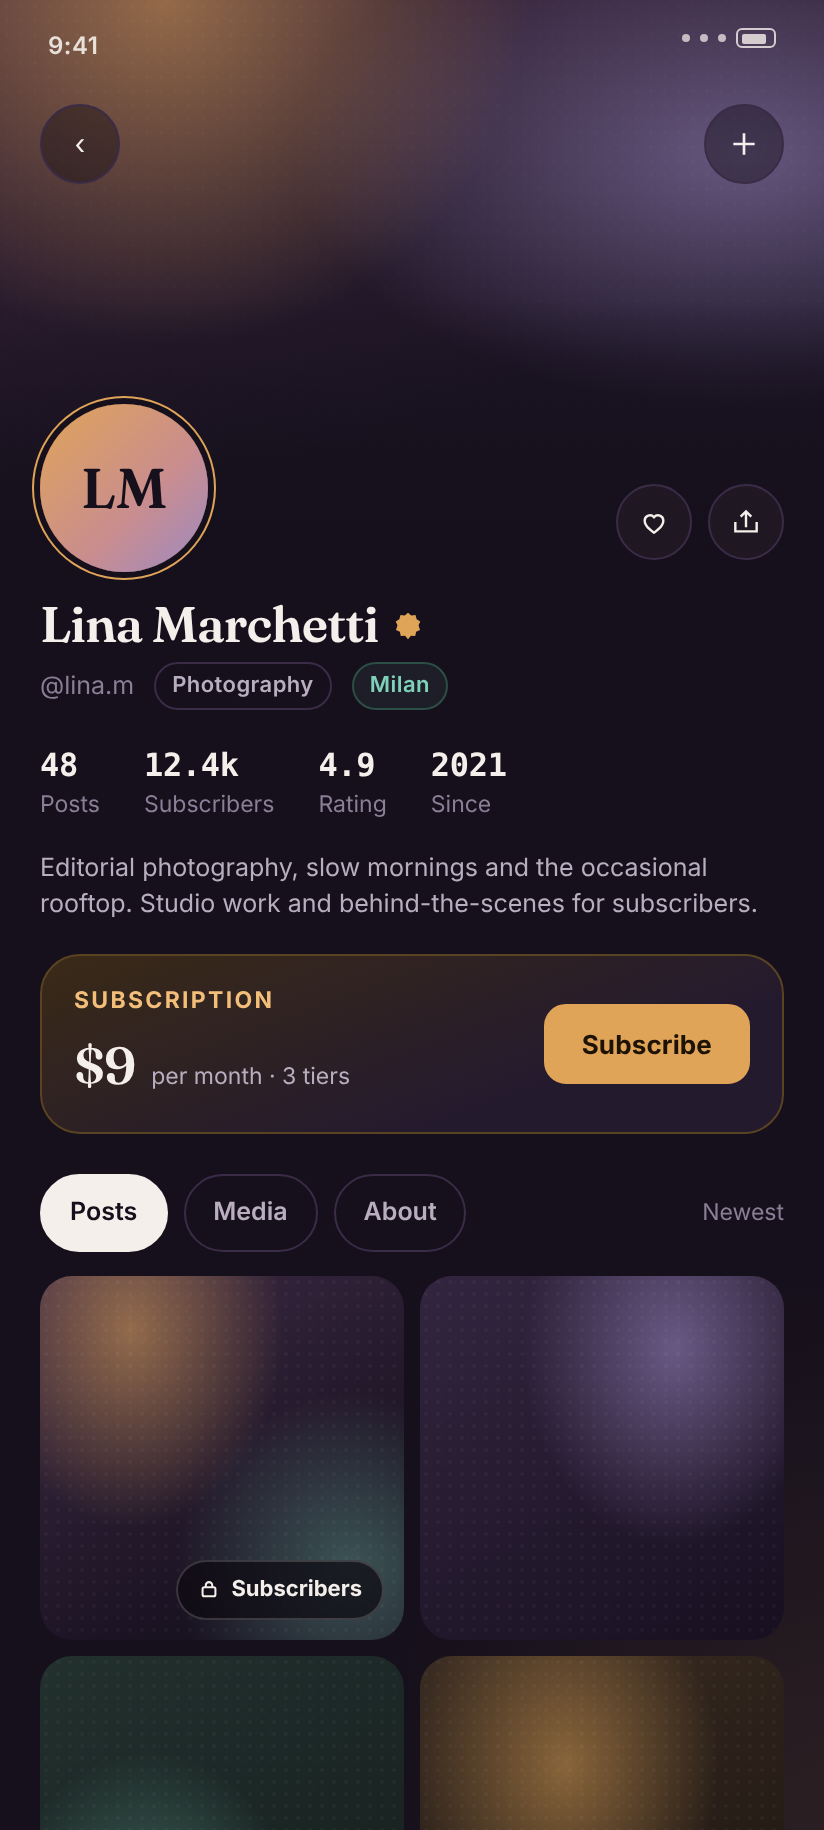 9:41
‹ +
LM
Lina Marchetti
@lina.m Photography Milan
48 12.4k 4.9 2021
Posts Subscribers Rating Since
Editorial photography, slow mornings and the occasional
rooftop. Studio work and behind-the-scenes for subscribers.
SUBSCRIPTION
$9 per month · 3 tiers
Subscribe
Posts Media About Newest
Subscribers